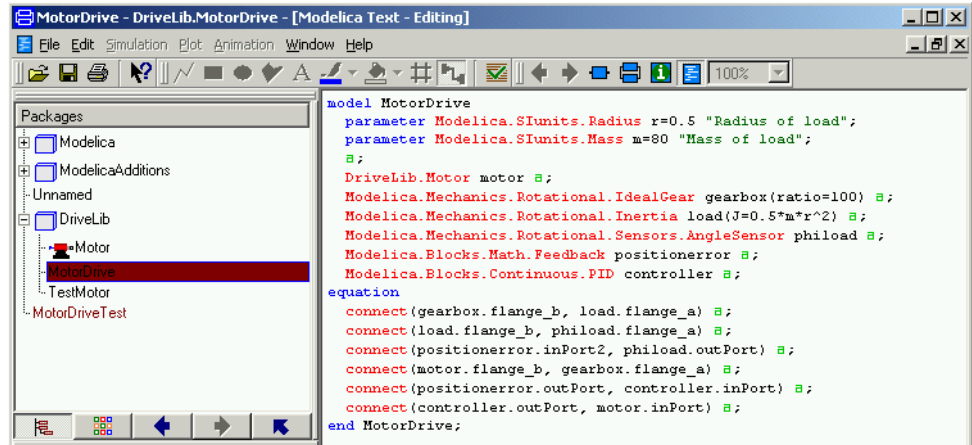 MotorDrive - DriveLib.MotorDrive - [Modelica Text - Editing]
File Edit Simulation Plot Animation Window Help
A 100%
Packages
Modelica
ModelicaAdditions
Unnamed
DriveLib
Motor
MotorDrive
TestMotor
MotorDriveTest
model MotorDrive
parameter Modelica.SIunits.Radius r=0.5 "Radius of load";
parameter Modelica.SIunits.Mass m=80 "Mass of load";
a;
DriveLib.Motor motor a;
Modelica.Mechanics.Rotational.IdealGear gearbox(ratio=100) a;
Modelica.Mechanics.Rotational.Inertia load(J=0.5*m*r^2) a;
Modelica.Mechanics.Rotational.Sensors.AngleSensor phiload a;
Modelica.Blocks.Math.Feedback positionerror a;
Modelica.Blocks.Continuous.PID controller a;
equation
connect(gearbox.flange_b, load.flange_a) a;
connect(load.flange_b, phiload.flange_a) a;
connect(positionerror.inPort2, phiload.outPort) a;
connect(motor.flange_b, gearbox.flange_a) a;
connect(positionerror.outPort, controller.inPort) a;
connect(controller.outPort, motor.inPort) a;
end MotorDrive;